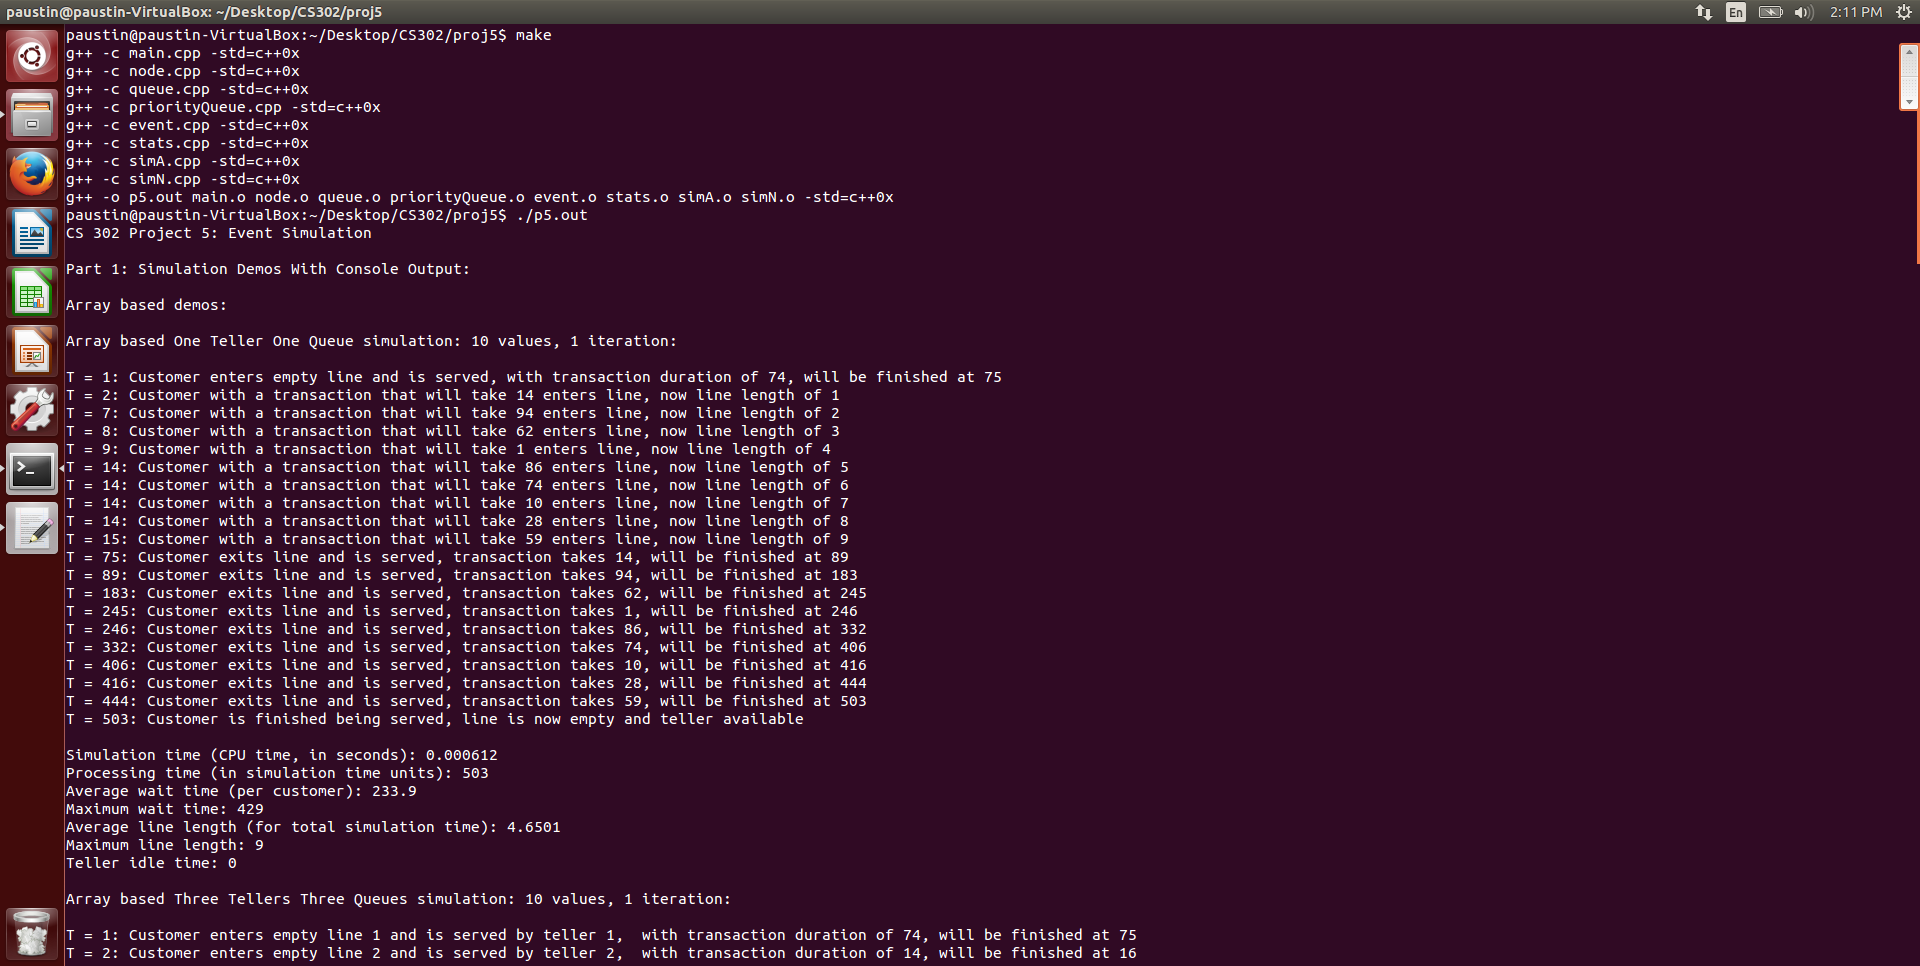 paustin@paustin-VirtualBox: ~/Desktop/CS302/proj5
En
2:11 PM
paustin@paustin-VirtualBox:~/Desktop/CS302/proj5$ make
g++ -c main.cpp -std=c++0x
g++ -c node.cpp -std=c++0x
g++ -c queue.cpp -std=c++0x
g++ -c priorityQueue.cpp -std=c++0x
g++ -c event.cpp -std=c++0x
g++ -c stats.cpp -std=c++0x
g++ -c simA.cpp -std=c++0x
g++ -c simN.cpp -std=c++0x
g++ -o p5.out main.o node.o queue.o priorityQueue.o event.o stats.o simA.o simN.o -std=c++0x
paustin@paustin-VirtualBox:~/Desktop/CS302/proj5$ ./p5.out
CS 302 Project 5: Event Simulation
Part 1: Simulation Demos With Console Output:
Array based demos:
Array based One Teller One Queue simulation: 10 values, 1 iteration:
T = 1: Customer enters empty line and is served, with transaction duration of 74, will be finished at 75
T = 2: Customer with a transaction that will take 14 enters line, now line length of 1
T = 7: Customer with a transaction that will take 94 enters line, now line length of 2
T = 8: Customer with a transaction that will take 62 enters line, now line length of 3
T = 9: Customer with a transaction that will take 1 enters line, now line length of 4
T = 14: Customer with a transaction that will take 86 enters line, now line length of 5
T = 14: Customer with a transaction that will take 74 enters line, now line length of 6
T = 14: Customer with a transaction that will take 10 enters line, now line length of 7
T = 14: Customer with a transaction that will take 28 enters line, now line length of 8
T = 15: Customer with a transaction that will take 59 enters line, now line length of 9
T = 75: Customer exits line and is served, transaction takes 14, will be finished at 89
T = 89: Customer exits line and is served, transaction takes 94, will be finished at 183
T = 183: Customer exits line and is served, transaction takes 62, will be finished at 245
T = 245: Customer exits line and is served, transaction takes 1, will be finished at 246
T = 246: Customer exits line and is served, transaction takes 86, will be finished at 332
T = 332: Customer exits line and is served, transaction takes 74, will be finished at 406
T = 406: Customer exits line and is served, transaction takes 10, will be finished at 416
T = 416: Customer exits line and is served, transaction takes 28, will be finished at 444
T = 444: Customer exits line and is served, transaction takes 59, will be finished at 503
T = 503: Customer is finished being served, line is now empty and teller available
Simulation time (CPU time, in seconds): 0.000612
Processing time (in simulation time units): 503
Average wait time (per customer): 233.9
Maximum wait time: 429
Average line length (for total simulation time): 4.6501
Maximum line length: 9
Teller idle time: 0
Array based Three Tellers Three Queues simulation: 10 values, 1 iteration:
T = 1: Customer enters empty line 1 and is served by teller 1,  with transaction duration of 74, will be finished at 75
T = 2: Customer enters empty line 2 and is served by teller 2,  with transaction duration of 14, will be finished at 16